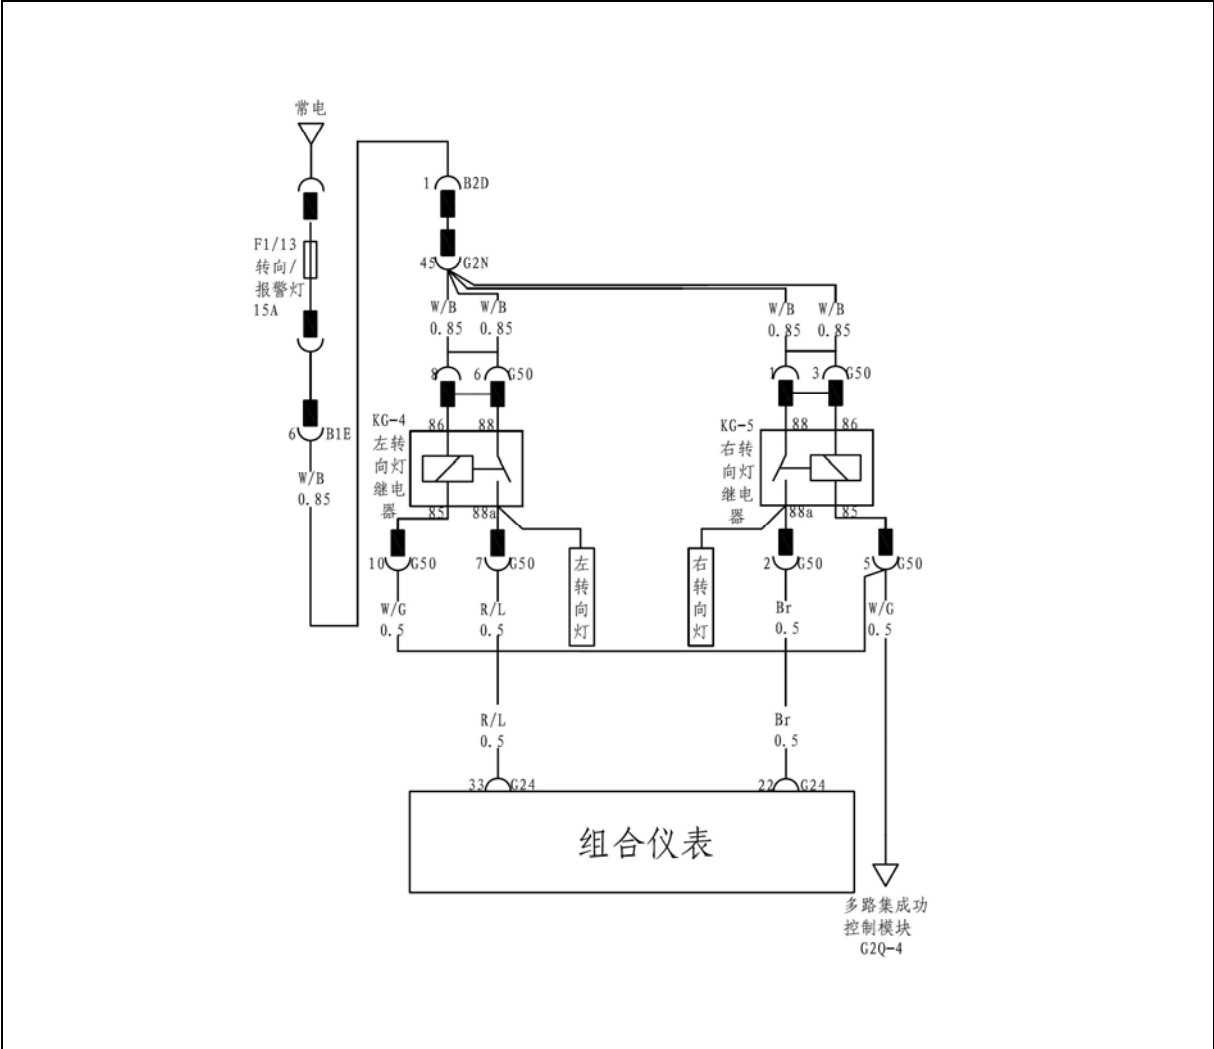 常电
1 B2D
F1/13
转向/
报警灯
15A
45 G2N
W/B W/B W/B W/B
0.85 0.85 0.85 0.85
8 6 G50 1 3 G50
6 B1E
KG-4
左转
向灯
继电
器
86 88
85 88a
KG-5
右转
向灯
继电
器
88 86
88a 85
W/B
0.85
10 G50 7 G50 2 G50 5 G50
左
转
向
灯
右
转
向
灯
W/G R/L Br W/G
0.5 0.5 0.5 0.5
R/L Br
0.5 0.5
33 G24 22 G24
组合仪表
多路集成功
控制模块
G2Q-4